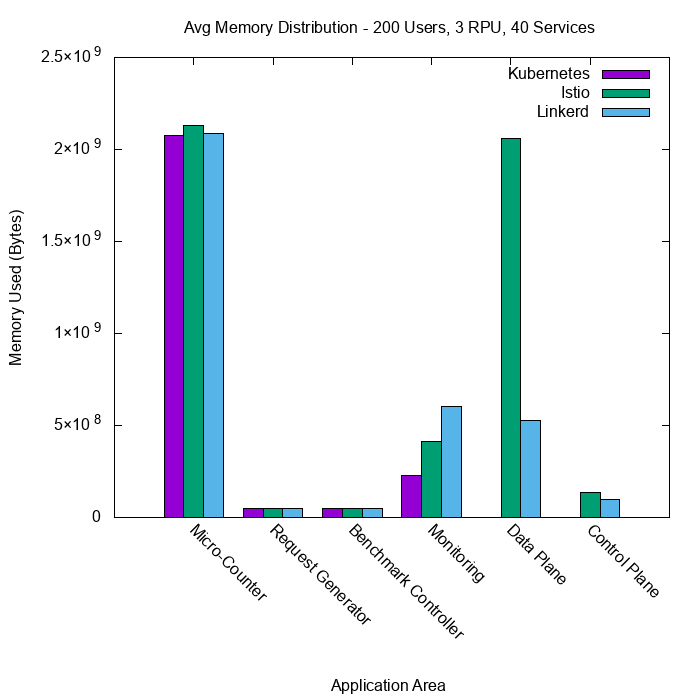 Avg Memory Distribution - 200 Users, 3 RPU, 40 Services
Kubernetes
Istio
Linkerd
2.5×10⁹
2×10⁹
1.5×10⁹
1×10⁹
5×10⁸
0
Memory Used (Bytes)
Micro-Counter
Request Generator
Benchmark Controller
Monitoring
Data Plane
Control Plane
Application Area